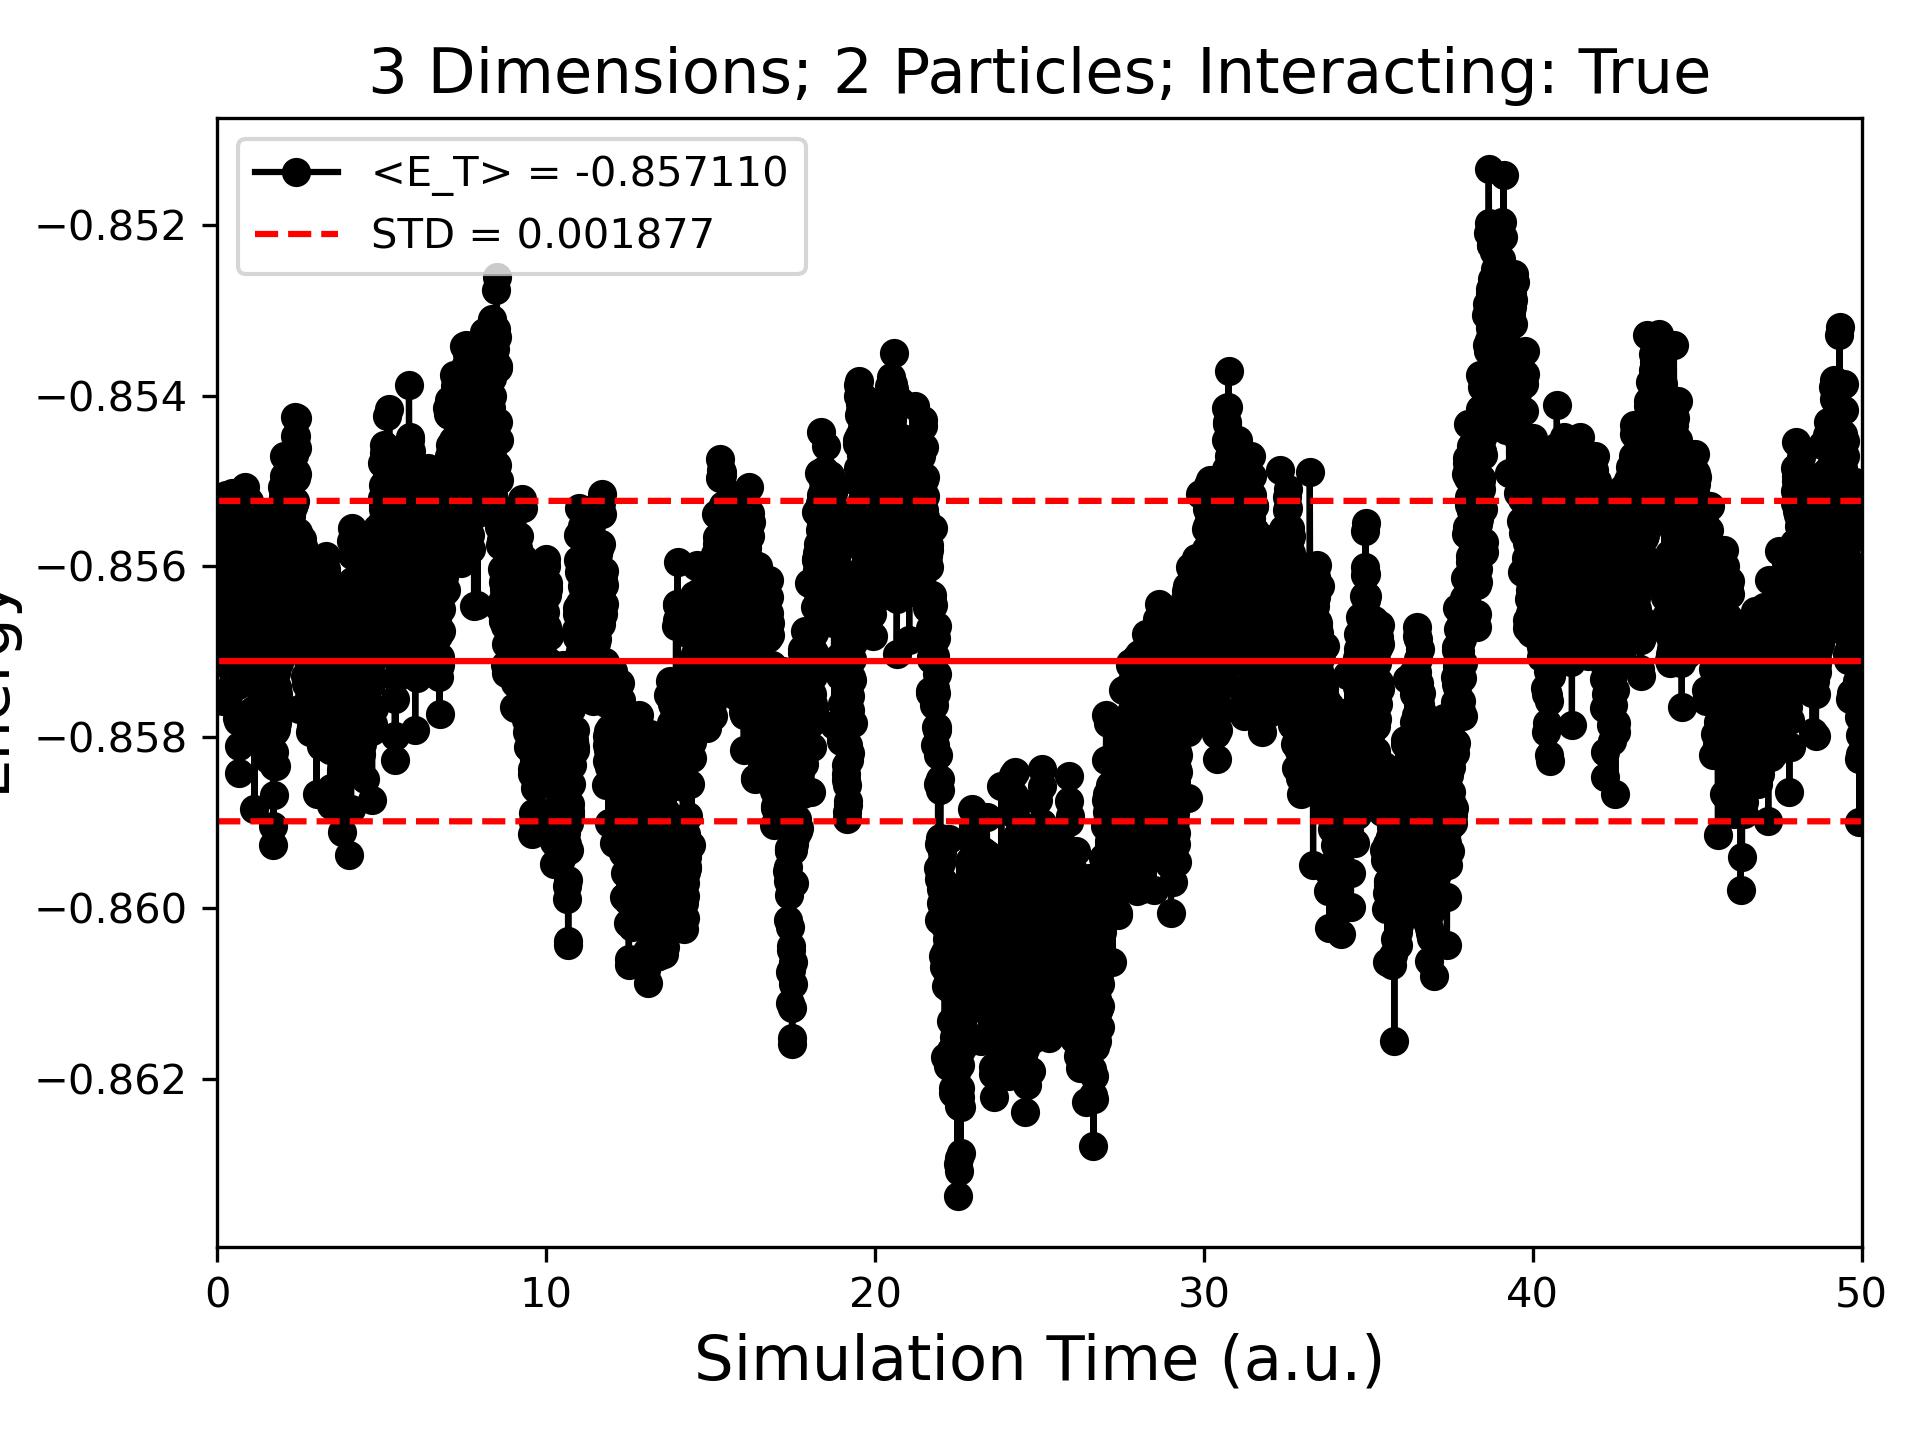 3 Dimensions; 2 Particles; Interacting: True
<E_T> = -0.857110
STD = 0.001877
−0.852
−0.854
−0.856
−0.858
−0.860
−0.862
Energy
0 10 20 30 40 50
Simulation Time (a.u.)